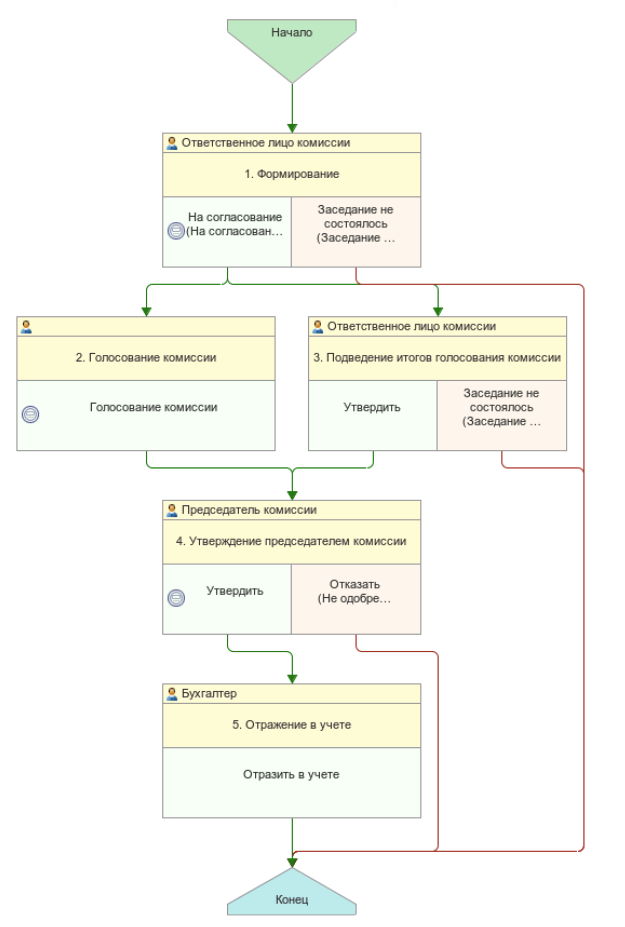 Начало
Ответственное лицо комиссии
1. Формирование
На согласование
(На согласован…
Заседание не
состоялось
(Заседание …
2. Голосование комиссии
Голосование комиссии
Ответственное лицо комиссии
3. Подведение итогов голосования комиссии
Утвердить
Заседание не
состоялось
(Заседание …
Председатель комиссии
4. Утверждение председателем комиссии
Утвердить
Отказать
(Не одобре…
Бухгалтер
5. Отражение в учете
Отразить в учете
Конец